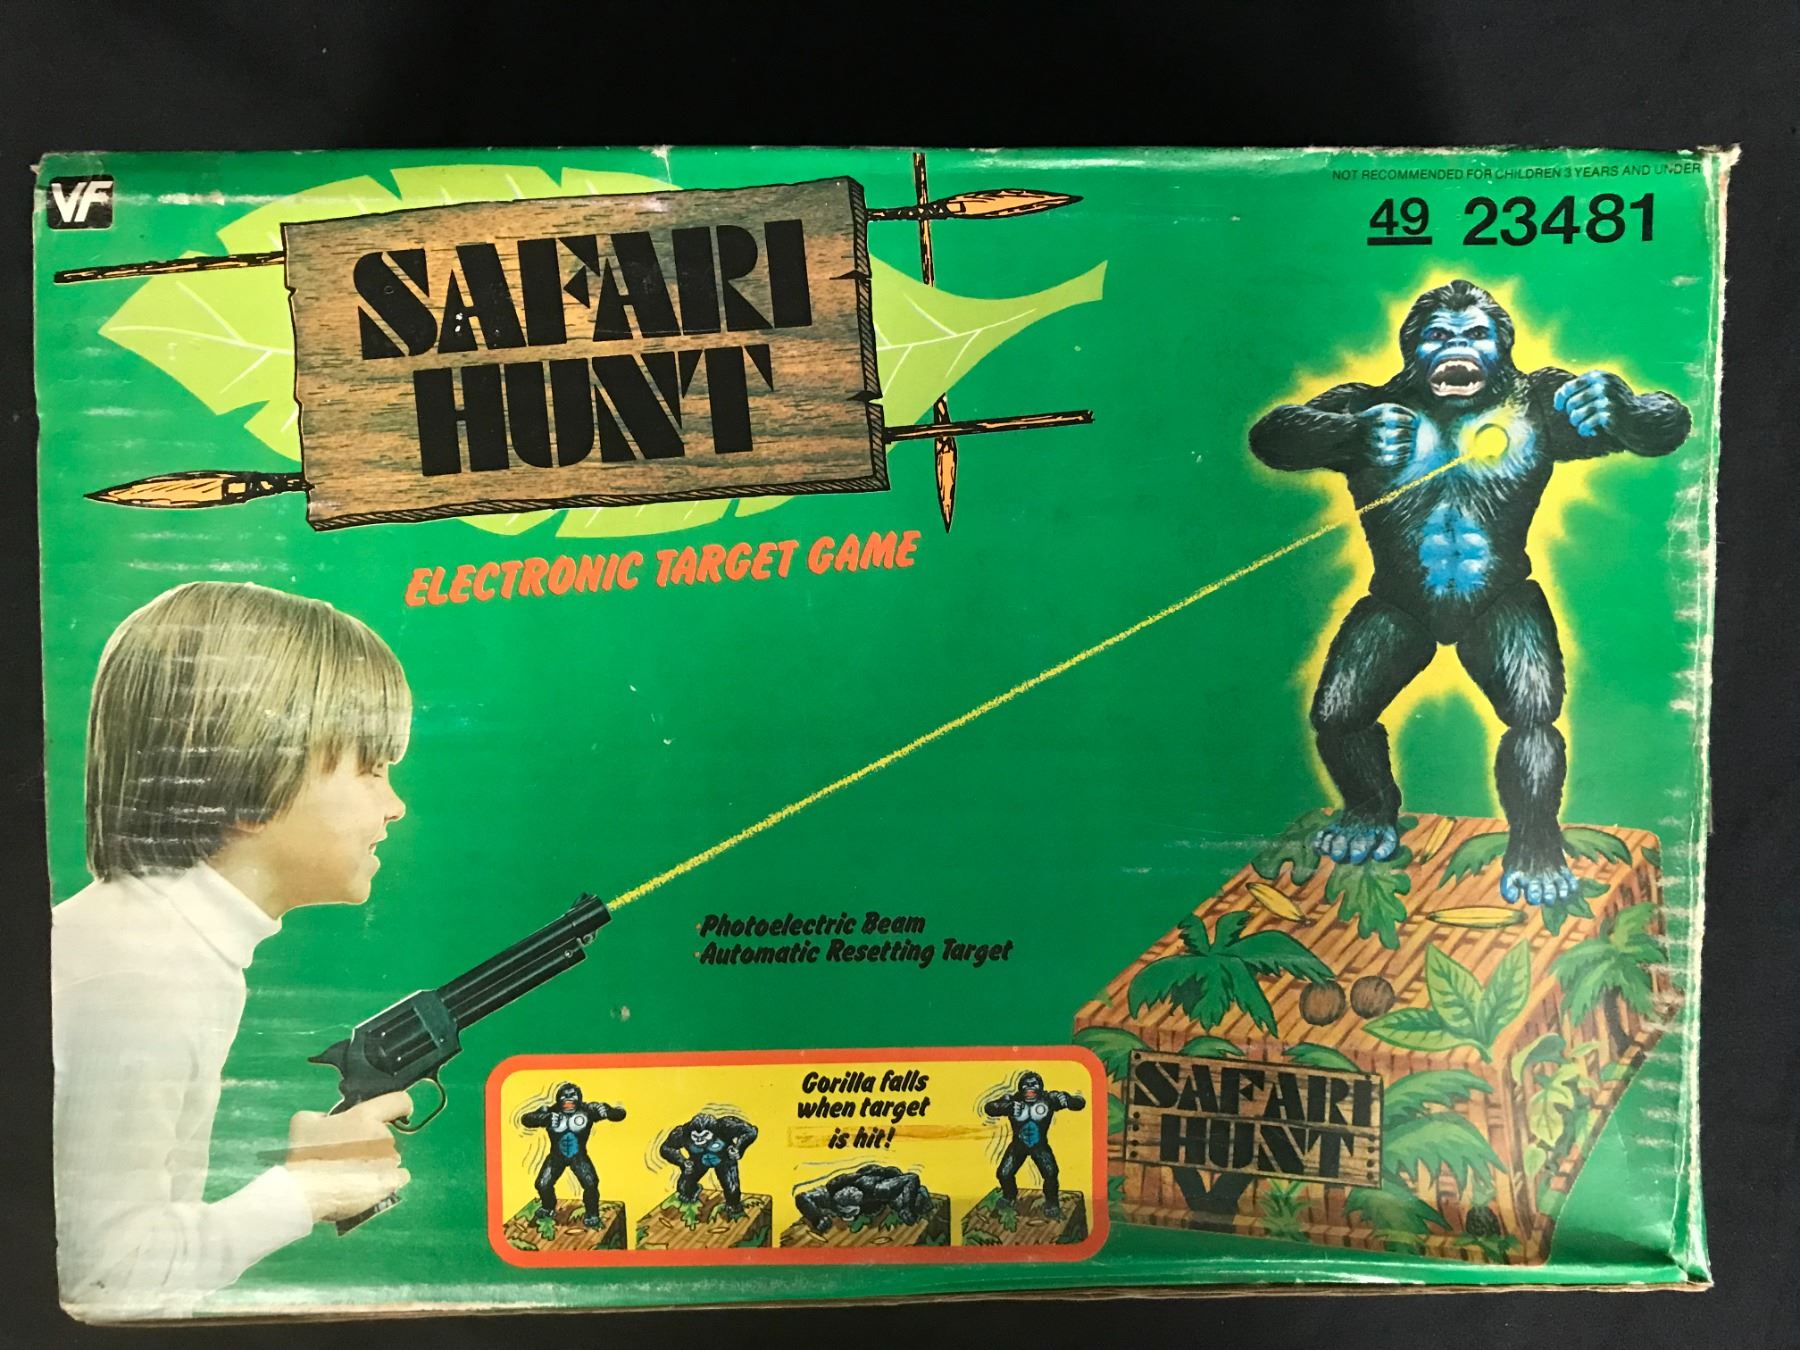 VF
NOT RECOMMENDED FOR CHILDREN 3 YEARS AND UNDER
49 23481
SAFARI
HUNT
ELECTRONIC TARGET GAME
Photoelectric Beam
Automatic Resetting Target
Gorilla falls
when target
is hit!
SAFARI
HUNT